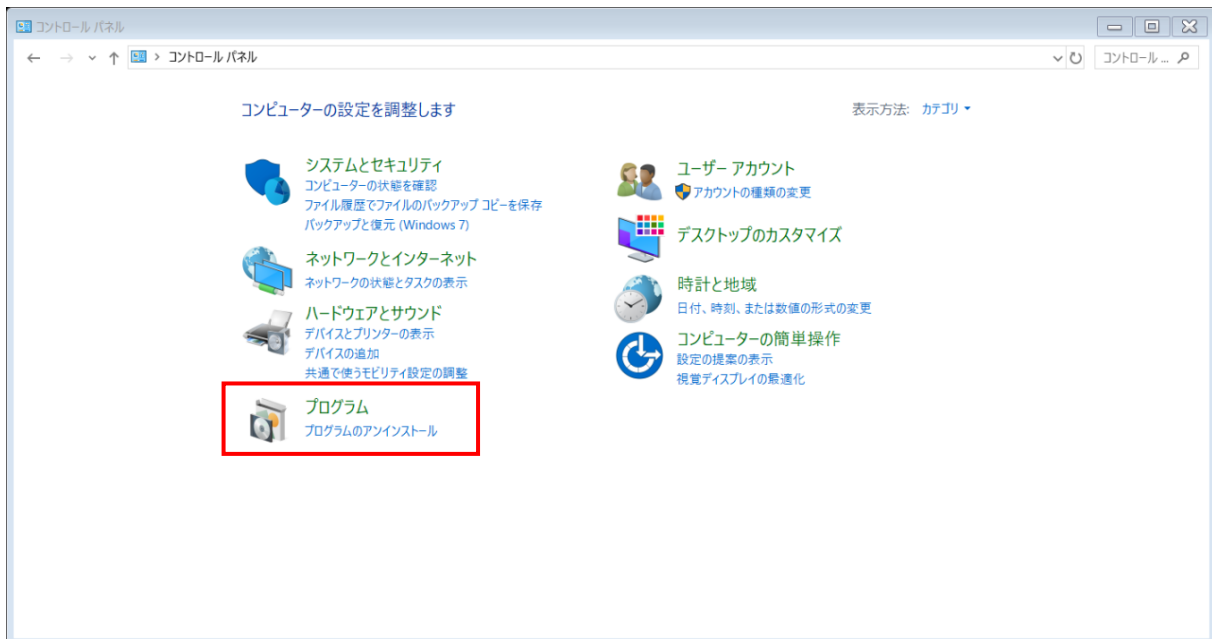 コントロール パネル
コントロール パネル
コントロール ...
コンピューターの設定を調整します
表示方法: カテゴリ
システムとセキュリティ
コンピューターの状態を確認
ファイル履歴でファイルのバックアップ コピーを保存
バックアップと復元 (Windows 7)
ネットワークとインターネット
ネットワークの状態とタスクの表示
ハードウェアとサウンド
デバイスとプリンターの表示
デバイスの追加
共通で使うモビリティ設定の調整
プログラム
プログラムのアンインストール
ユーザー アカウント
アカウントの種類の変更
デスクトップのカスタマイズ
時計と地域
日付、時刻、または数値の形式の変更
コンピューターの簡単操作
設定の提案の表示
視覚ディスプレイの最適化